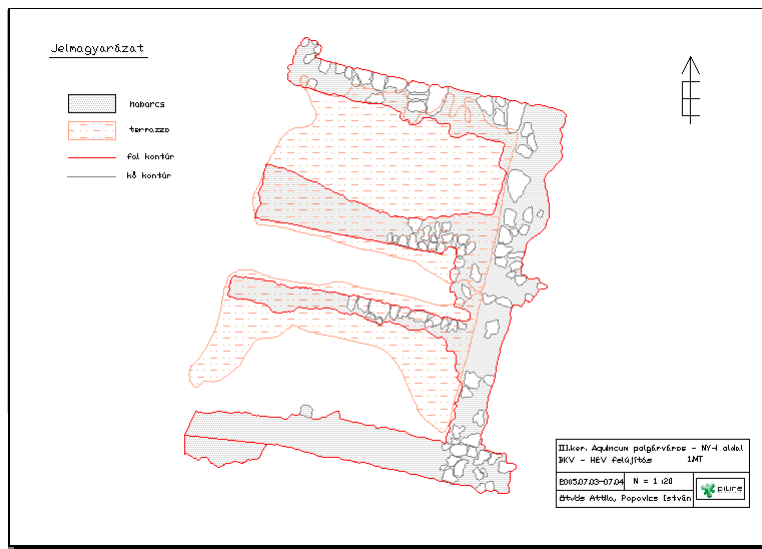 Jelmagyarázat
habarcs
terrazzo
fal kontúr
kő kontúr
III.ker. Aquincum polgárváros - NY-i oldal
BKV - HÉV felújítás 1.MT
2005.07.03-07.04 N = 1 :20
Ötvös Attila, Popovics István
piLine